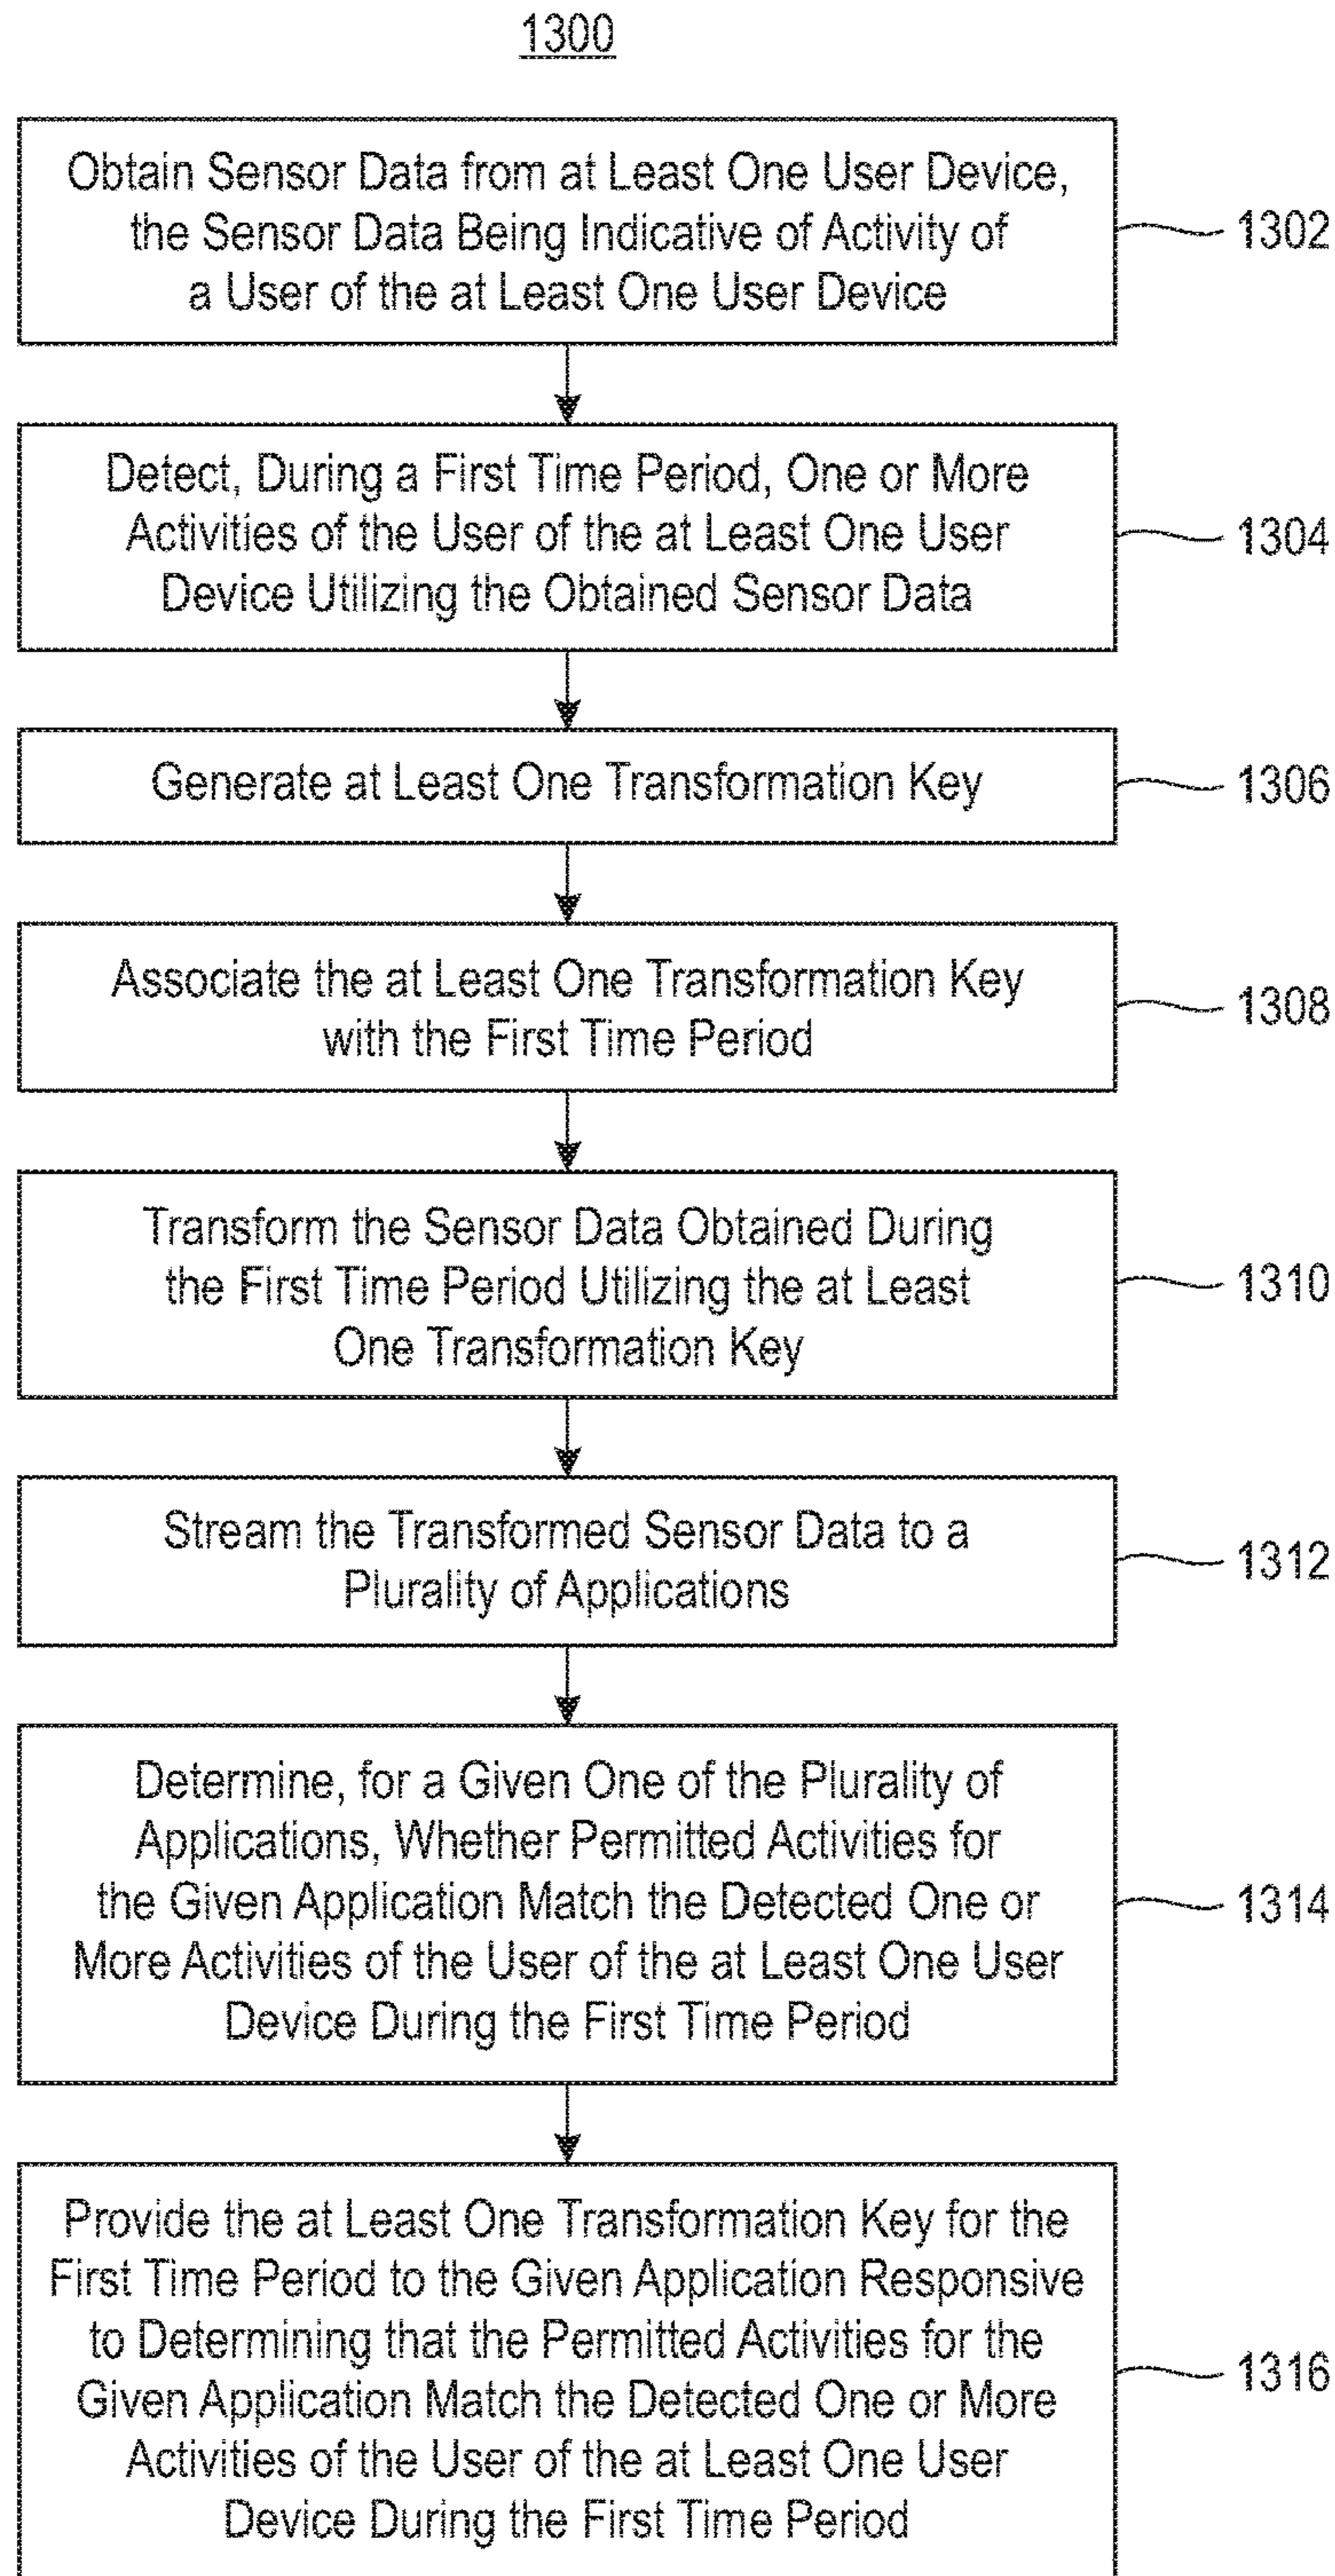 1300
Obtain Sensor Data from at Least One User Device,
the Sensor Data Being Indicative of Activity of
a User of the at Least One User Device
1302
Detect, During a First Time Period, One or More
Activities of the User of the at Least One User
Device Utilizing the Obtained Sensor Data
1304
Generate at Least One Transformation Key
1306
Associate the at Least One Transformation Key
with the First Time Period
1308
Transform the Sensor Data Obtained During
the First Time Period Utilizing the at Least
One Transformation Key
1310
Stream the Transformed Sensor Data to a
Plurality of Applications
1312
Determine, for a Given One of the Plurality of
Applications, Whether Permitted Activities for
the Given Application Match the Detected One or
More Activities of the User of the at Least One User
Device During the First Time Period
1314
Provide the at Least One Transformation Key for the
First Time Period to the Given Application Responsive
to Determining that the Permitted Activities for the
Given Application Match the Detected One or More
Activities of the User of the at Least One User
Device During the First Time Period
1316